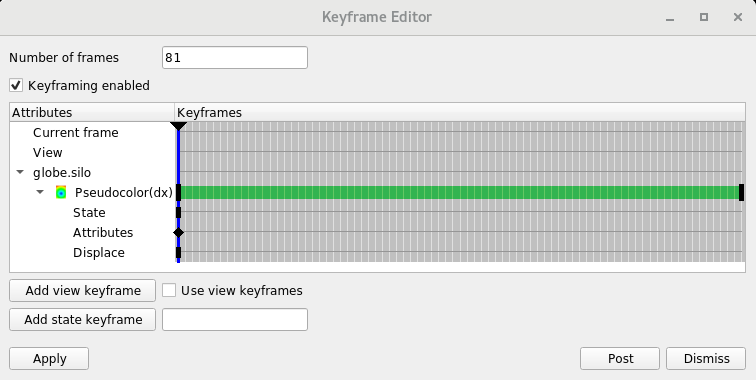 Keyframe Editor
Number of frames 81
Keyframing enabled
Attributes Keyframes
Current frame
View
globe.silo
Pseudocolor(dx)
State
Attributes
Displace
Add view keyframe Use view keyframes
Add state keyframe
Apply Post Dismiss